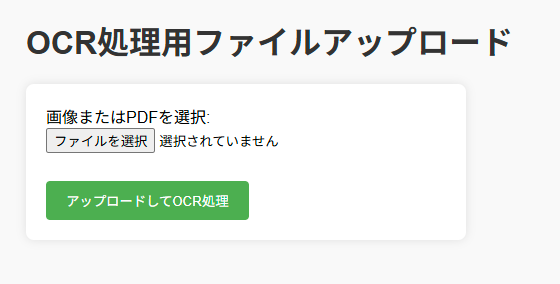 OCR処理用ファイルアップロード
画像またはPDFを選択:
ファイルを選択 選択されていません
アップロードしてOCR処理